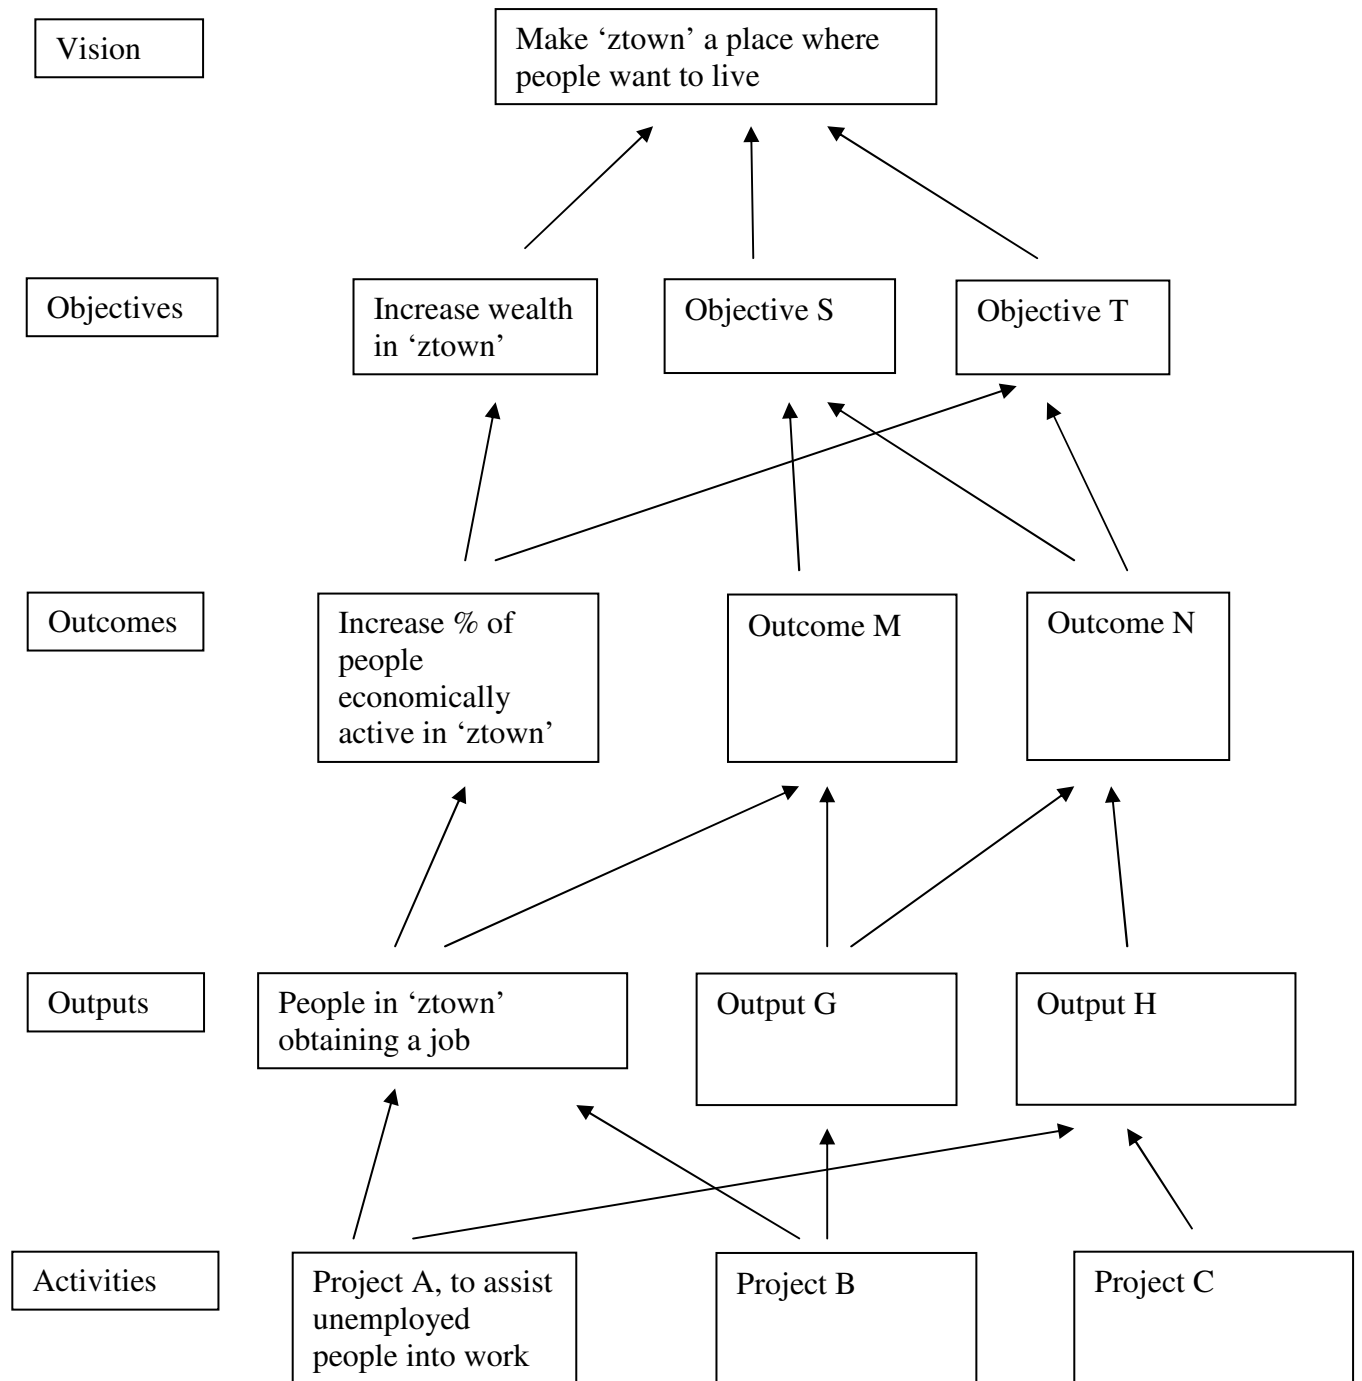 Vision
Make ‘ztown’ a place where
people want to live
Objectives
Increase wealth
in ‘ztown’
Objective S
Objective T
Outcomes
Increase % of
people
economically
active in ‘ztown’
Outcome M
Outcome N
Outputs
People in ‘ztown’
obtaining a job
Output G
Output H
Activities
Project A, to assist
unemployed
people into work
Project B
Project C